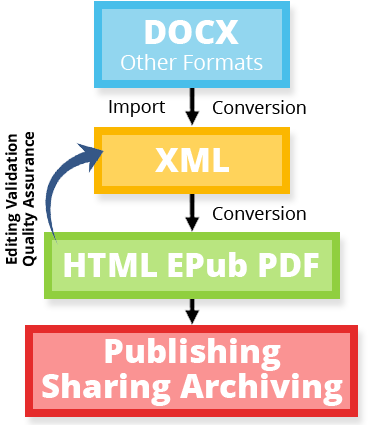 DOCX
Other Formats
Import
Conversion
XML
Editing Validation
Quality Assurance
Conversion
HTML EPub PDF
Publishing
Sharing Archiving